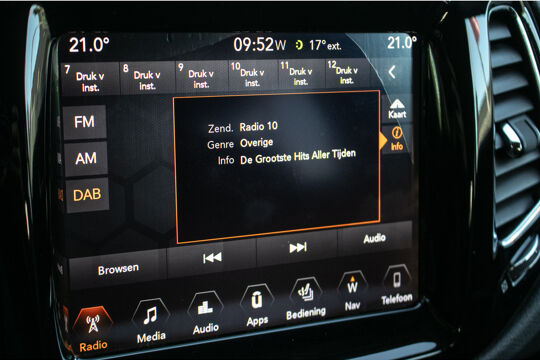 21.0° 09:52W 17°ext. 21.0°
7 Druk v inst. 8 Druk v inst. 9 Druk v inst. 10 Druk v inst. 11 Druk v inst. 12 Druk v inst.
FM
AM
DAB
Zend. Radio 10
Genre Overige
Info De Grootste Hits Aller Tijden
Kaart
Info
Browsen Audio
Radio Media Audio Apps Bediening Nav Telefoon